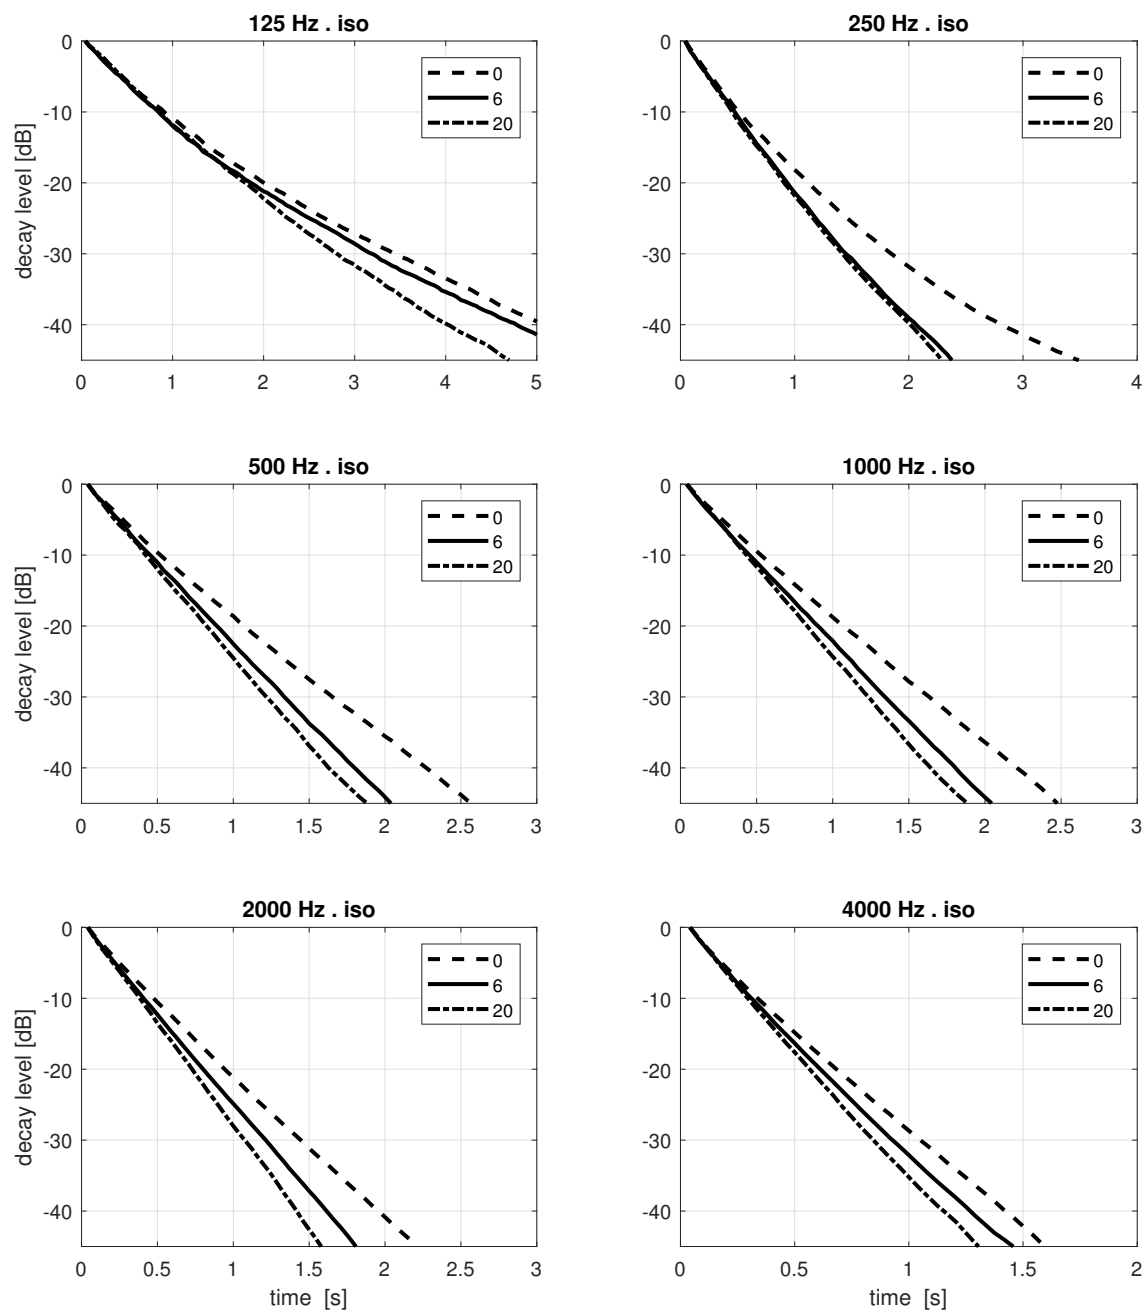 125 Hz . iso
decay level [dB]
0
-10
-20
-30
-40
0 1 2 3 4 5
0
6
20
250 Hz . iso
0
-10
-20
-30
-40
0 1 2 3 4
0
6
20
500 Hz . iso
decay level [dB]
0
-10
-20
-30
-40
0 0.5 1 1.5 2 2.5 3
0
6
20
1000 Hz . iso
0
-10
-20
-30
-40
0 0.5 1 1.5 2 2.5 3
0
6
20
2000 Hz . iso
decay level [dB]
0
-10
-20
-30
-40
0 0.5 1 1.5 2 2.5 3
time [s]
0
6
20
4000 Hz . iso
0
-10
-20
-30
-40
0 0.5 1 1.5 2
time [s]
0
6
20